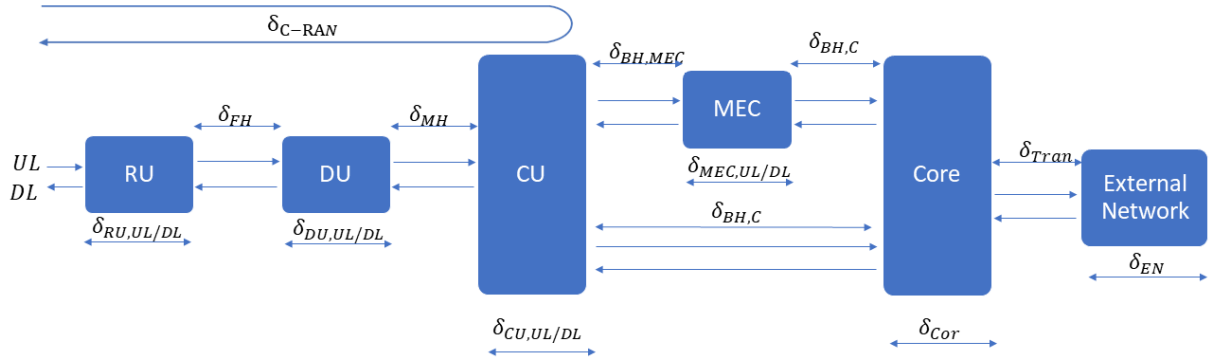 δ_C−RAN
δ_BH,MEC
δ_BH,C
MEC
δ_FH
δ_MH
δ_Tran
UL
DL
RU
DU
CU
δ_MEC,UL/DL
Core
External
Network
δ_RU,UL/DL
δ_DU,UL/DL
δ_BH,C
δ_EN
δ_CU,UL/DL
δ_Cor